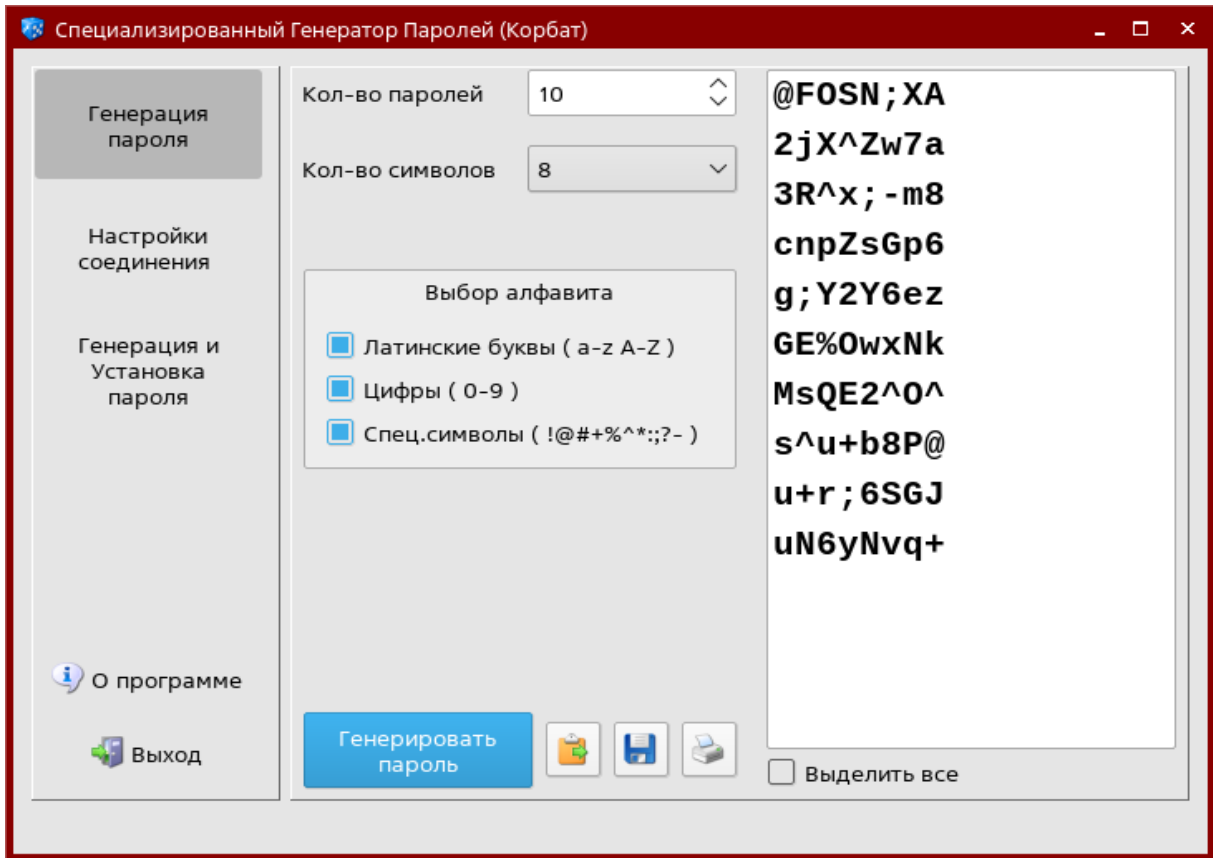 Специализированный Генератор Паролей (Корбат)
Генерация
пароля
Настройки
соединения
Генерация и
Установка
пароля
О программе
Выход
Кол-во паролей
10
Кол-во символов
8
Выбор алфавита
Латинские буквы ( a-z A-Z )
Цифры ( 0-9 )
Спец.символы ( !@#+%^*:;?- )
Генерировать
пароль
@FOSN;XA
2jX^Zw7a
3R^x;-m8
cnpZsGp6
g;Y2Y6ez
GE%OwxNk
MsQE2^O^
s^u+b8P@
u+r;6SGJ
uN6yNvq+
Выделить все